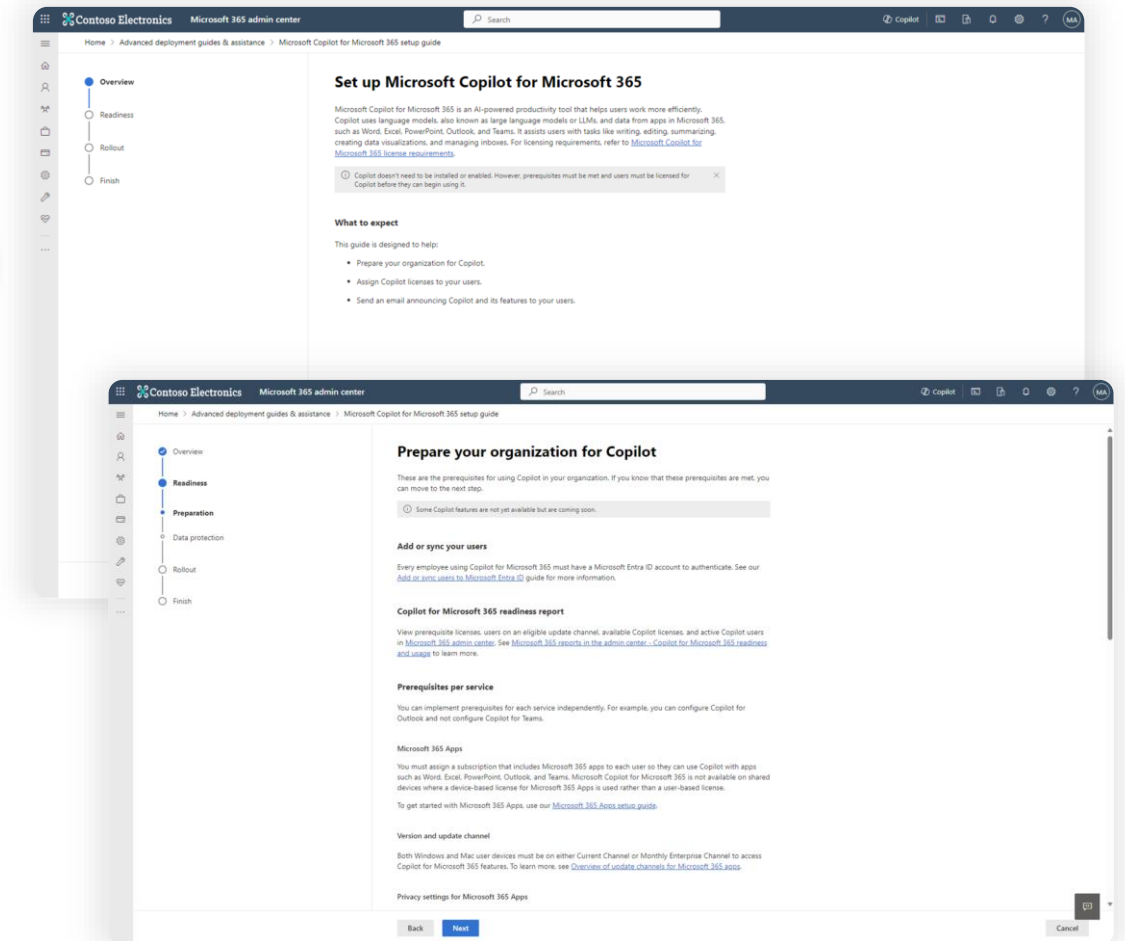 Contoso Electronics Microsoft 365 admin center Search Copilot ? MA
Home > Advanced deployment guides & assistance > Microsoft Copilot for Microsoft 365 setup guide
Overview
Readiness
Rollout
Finish
Set up Microsoft Copilot for Microsoft 365
Microsoft Copilot for Microsoft 365 is an AI-powered productivity tool that helps users work more efficiently.
Copilot uses language models, also known as large language models or LLMs, and data from apps in Microsoft 365,
such as Word, Excel, PowerPoint, Outlook, and Teams. It assists users with tasks like writing, editing, summarizing,
creating data visualizations, and managing inboxes. For licensing requirements, refer to Microsoft Copilot for
Microsoft 365 license requirements.
Copilot doesn't need to be installed or enabled. However, prerequisites must be met and users must be licensed for
Copilot before they can begin using it.
What to expect
This guide is designed to help:
• Prepare your organization for Copilot.
• Assign Copilot licenses to your users.
• Send an email announcing Copilot and its features to your users.
Contoso Electronics Microsoft 365 admin center Search Copilot ? MA
Home > Advanced deployment guides & assistance > Microsoft Copilot for Microsoft 365 setup guide
Overview
Readiness
Preparation
Data protection
Rollout
Finish
Prepare your organization for Copilot
These are the prerequisites for using Copilot in your organization. If you know that these prerequisites are met, you
can move to the next step.
Some Copilot features are not yet available but are coming soon.
Add or sync your users
Every employee using Copilot for Microsoft 365 must have a Microsoft Entra ID account to authenticate. See our
Add or sync users to Microsoft Entra ID guide for more information.
Copilot for Microsoft 365 readiness report
View prerequisite licenses, users on an eligible update channel, available Copilot licenses, and active Copilot users
in Microsoft 365 admin center. See Microsoft 365 reports in the admin center - Copilot for Microsoft 365 readiness
and usage to learn more.
Prerequisites per service
You can implement prerequisites for each service independently. For example, you can configure Copilot for
Outlook and not configure Copilot for Teams.
Microsoft 365 Apps
You must assign a subscription that includes Microsoft 365 apps to each user so they can use Copilot with apps
such as Word, Excel, PowerPoint, Outlook, and Teams. Microsoft Copilot for Microsoft 365 is not available on shared
devices where a device-based license for Microsoft 365 Apps is used rather than a user-based license.
To get started with Microsoft 365 Apps, use our Microsoft 365 Apps setup guide.
Version and update channel
Both Windows and Mac user devices must be on either Current Channel or Monthly Enterprise Channel to access
Copilot for Microsoft 365 features. To learn more, see Overview of update channels for Microsoft 365 apps.
Privacy settings for Microsoft 365 Apps
Back Next Cancel